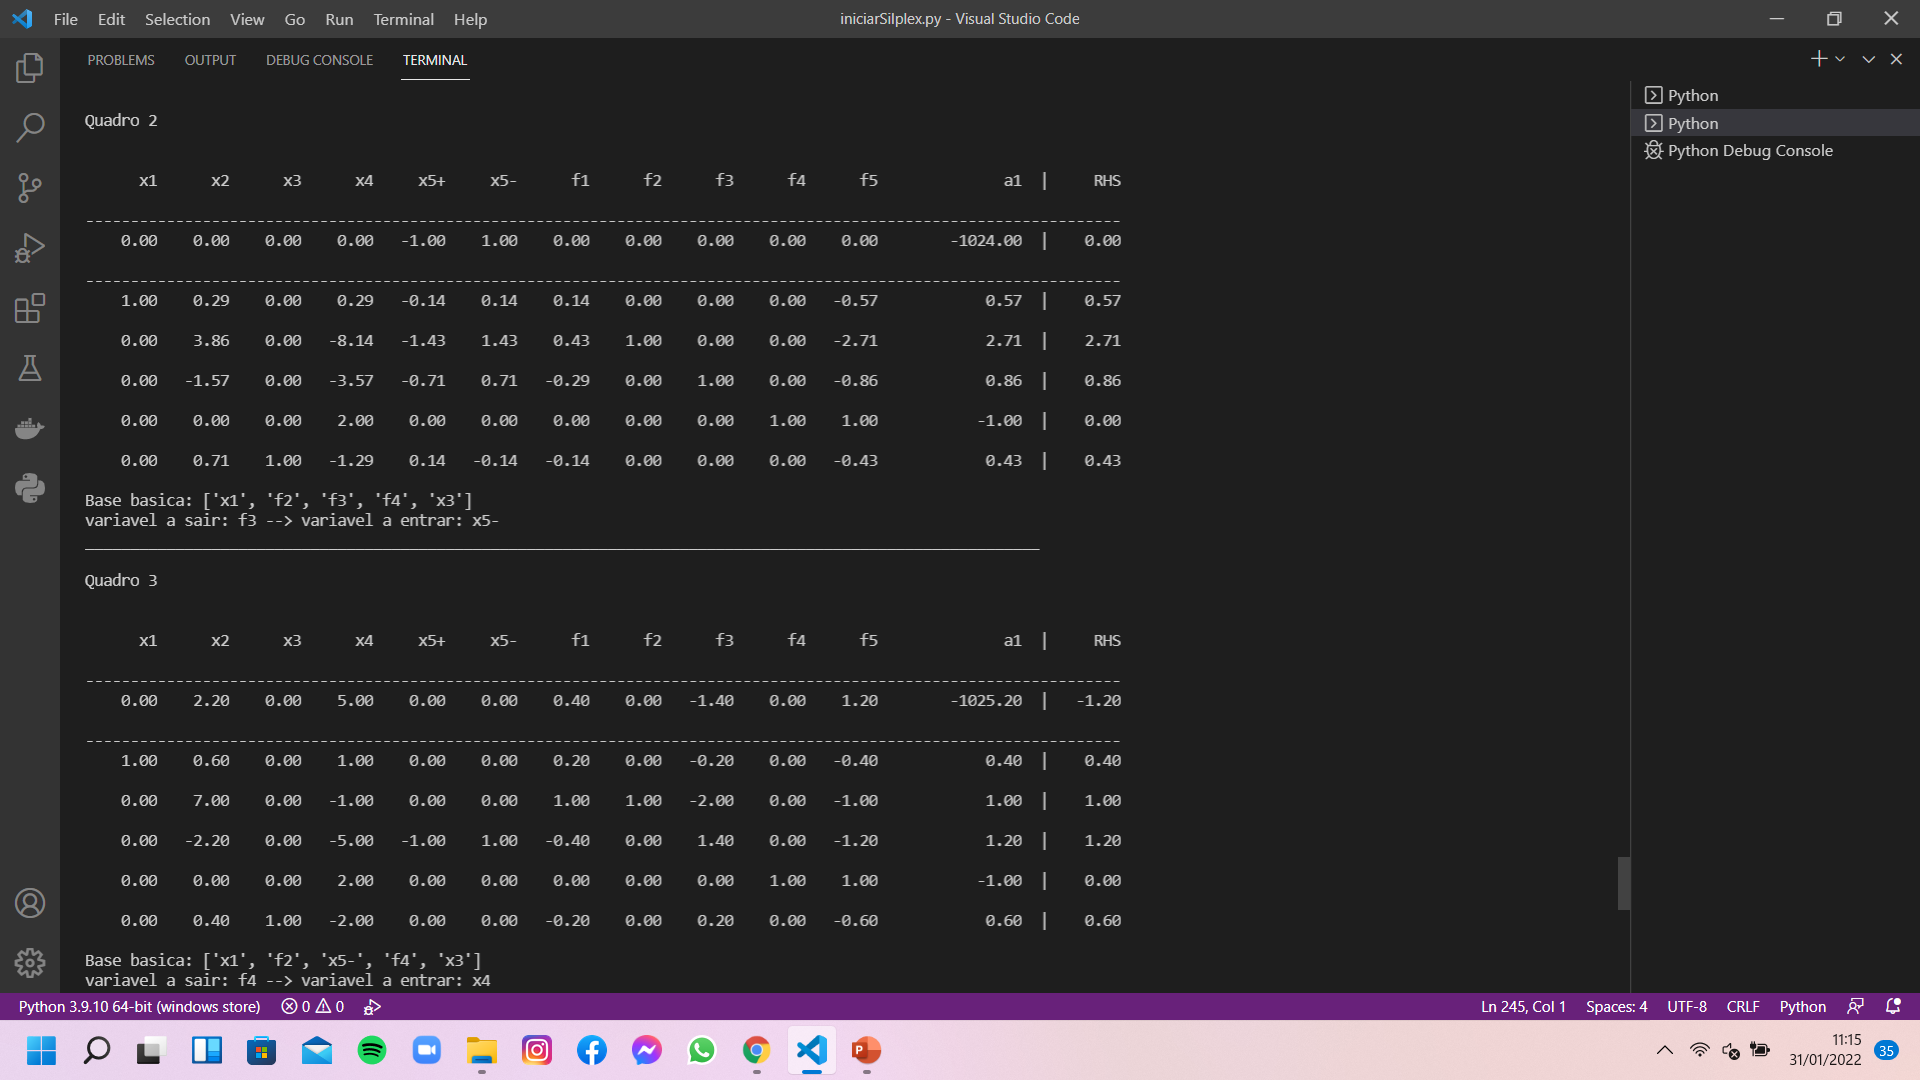 File Edit Selection View Go Run Terminal Help iniciarSilplex.py - Visual Studio Code
PROBLEMS OUTPUT DEBUG CONSOLE TERMINAL
Python
Python
Python Debug Console
Quadro 2
x1 x2 x3 x4 x5+ x5- f1 f2 f3 f4 f5 a1 | RHS
0.00 0.00 0.00 0.00 -1.00 1.00 0.00 0.00 0.00 0.00 0.00 -1024.00 | 0.00
1.00 0.29 0.00 0.29 -0.14 0.14 0.14 0.00 0.00 0.00 -0.57 0.57 | 0.57
0.00 3.86 0.00 -8.14 -1.43 1.43 0.43 1.00 0.00 0.00 -2.71 2.71 | 2.71
0.00 -1.57 0.00 -3.57 -0.71 0.71 -0.29 0.00 1.00 0.00 -0.86 0.86 | 0.86
0.00 0.00 0.00 2.00 0.00 0.00 0.00 0.00 0.00 1.00 1.00 -1.00 | 0.00
0.00 0.71 1.00 -1.29 0.14 -0.14 -0.14 0.00 0.00 0.00 -0.43 0.43 | 0.43
Base basica: ['x1', 'f2', 'f3', 'f4', 'x3']
variavel a sair: f3 --> variavel a entrar: x5-
Quadro 3
x1 x2 x3 x4 x5+ x5- f1 f2 f3 f4 f5 a1 | RHS
0.00 2.20 0.00 5.00 0.00 0.00 0.40 0.00 -1.40 0.00 1.20 -1025.20 | -1.20
1.00 0.60 0.00 1.00 0.00 0.00 0.20 0.00 -0.20 0.00 -0.40 0.40 | 0.40
0.00 7.00 0.00 -1.00 0.00 0.00 1.00 1.00 -2.00 0.00 -1.00 1.00 | 1.00
0.00 -2.20 0.00 -5.00 -1.00 1.00 -0.40 0.00 1.40 0.00 -1.20 1.20 | 1.20
0.00 0.00 0.00 2.00 0.00 0.00 0.00 0.00 0.00 1.00 1.00 -1.00 | 0.00
0.00 0.40 1.00 -2.00 0.00 0.00 -0.20 0.00 0.20 0.00 -0.60 0.60 | 0.60
Base basica: ['x1', 'f2', 'x5-', 'f4', 'x3']
variavel a sair: f4 --> variavel a entrar: x4
Python 3.9.10 64-bit (windows store) 0 0 Ln 245, Col 1 Spaces: 4 UTF-8 CRLF Python
11:15
31/01/2022
35